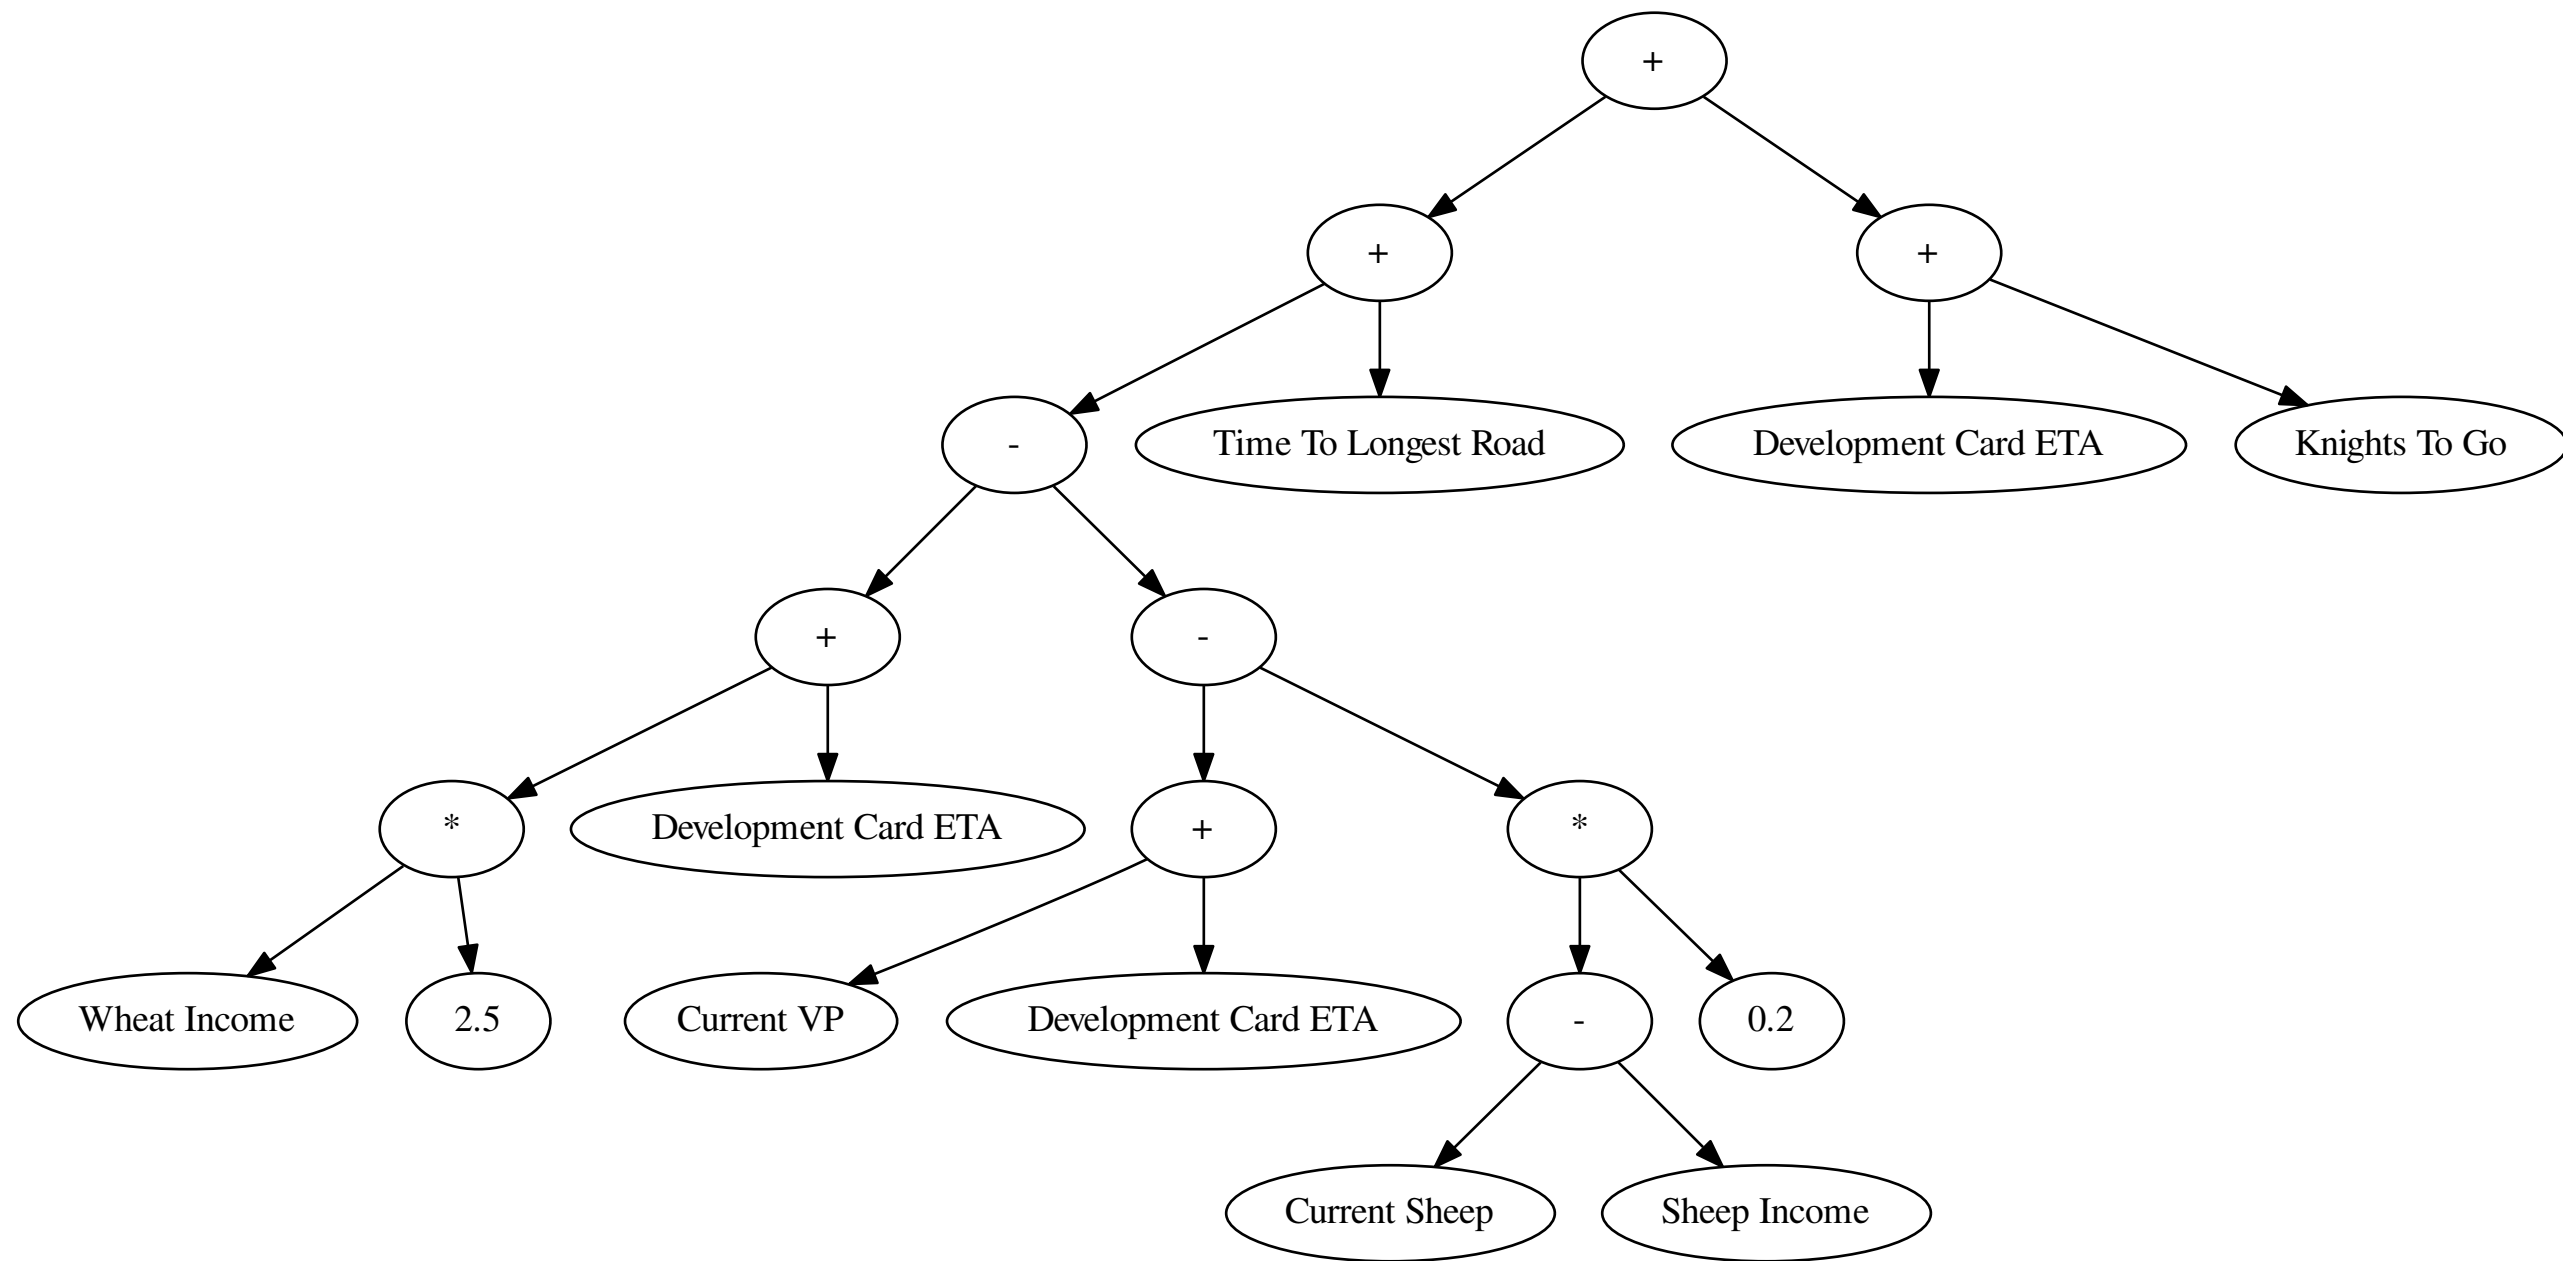 +
+
+
-
Time To Longest Road
Development Card ETA
Knights To Go
+
-
*
Development Card ETA
+
*
Wheat Income
2.5
Current VP
Development Card ETA
-
0.2
Current Sheep
Sheep Income